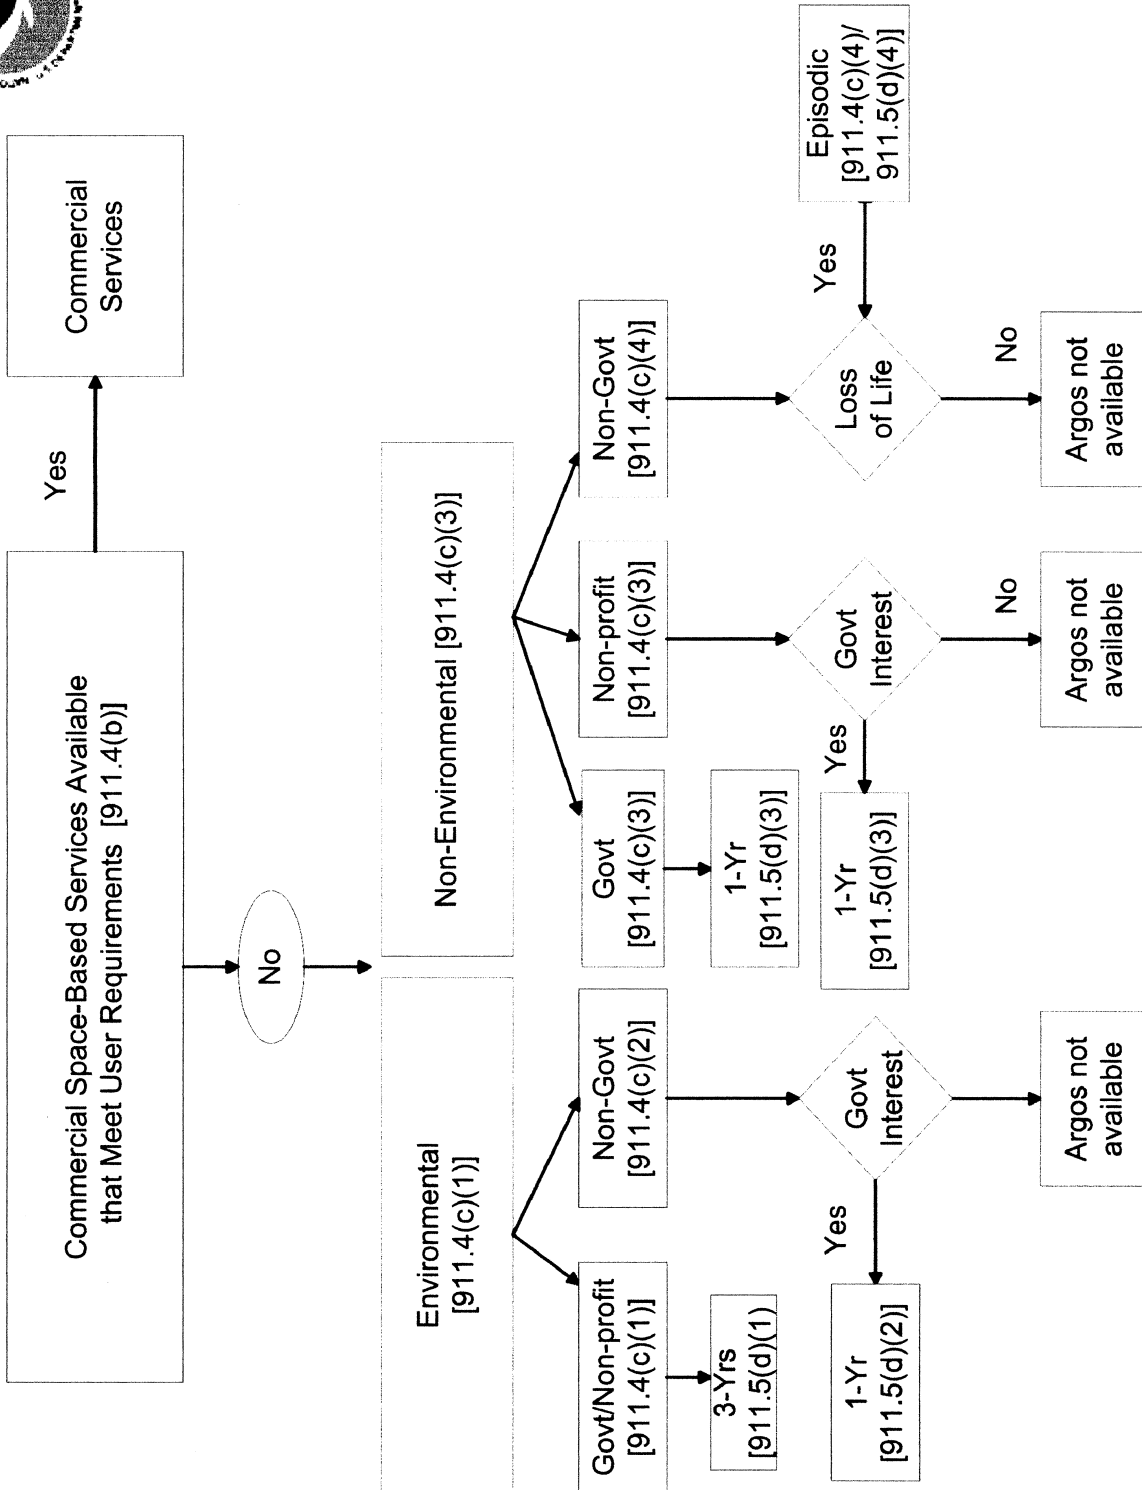 Commercial Space-Based Services Available
that Meet User Requirements [911.4(b)]
Yes
Commercial
Services
No
Environmental
[911.4(c)(1)]
Non-Environmental [911.4(c)(3)]
Govt/Non-profit
[911.4(c)(1)]
Non-Govt
[911.4(c)(2)]
Govt
[911.4(c)(3)]
Non-profit
[911.4(c)(3)]
Non-Govt
[911.4(c)(4)]
3-Yrs
[911.5(d)(1)
1-Yr
[911.5(d)(3)]
1-Yr
[911.5(d)(2)]
Yes
Govt
Interest
1-Yr
[911.5(d)(3)]
Yes
Govt
Interest
Loss
of Life
Yes
Episodic
[911.4(c)(4)/
911.5(d)(4)]
No
No
Argos not
available
Argos not
available
Argos not
available